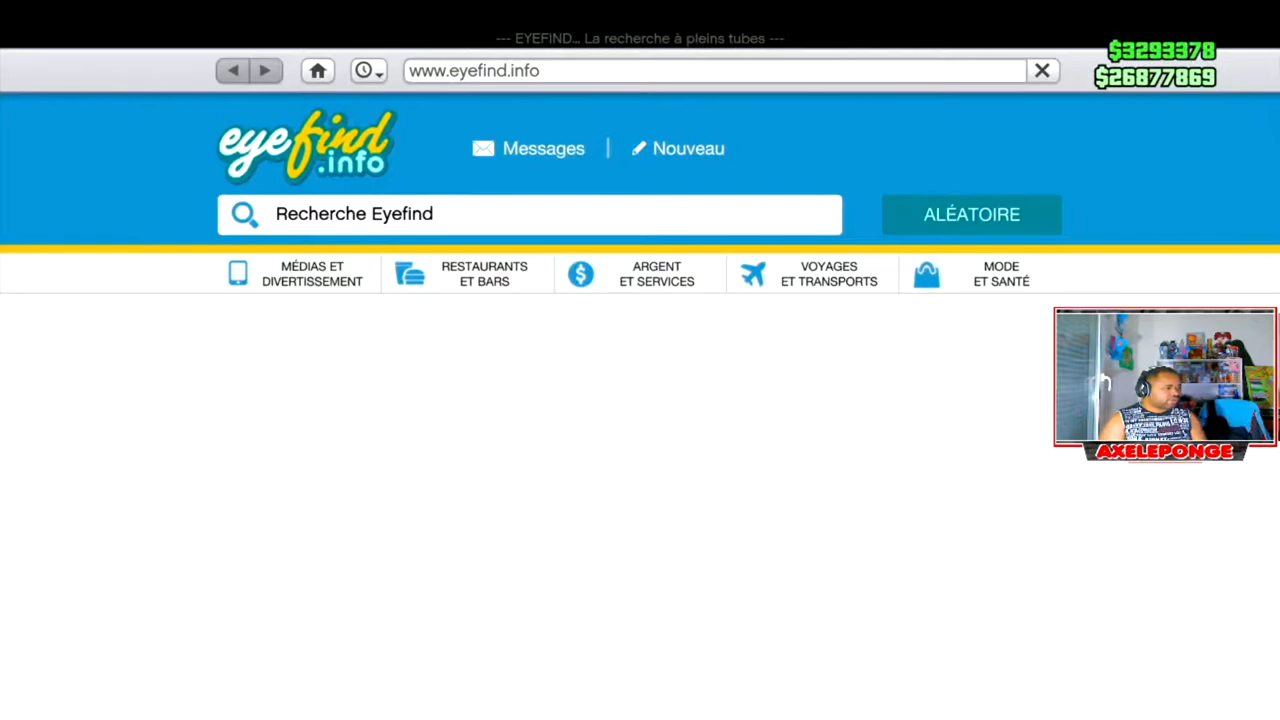 --- EYEFIND... La recherche à pleins tubes ---
$3293378
www.eyefind.info
$26877869
eyefind.info
Messages | Nouveau
Recherche Eyefind
ALÉATOIRE
MÉDIAS ET
DIVERTISSEMENT
RESTAURANTS
ET BARS
ARGENT
ET SERVICES
VOYAGES
ET TRANSPORTS
MODE
ET SANTÉ
AXELEPONGE